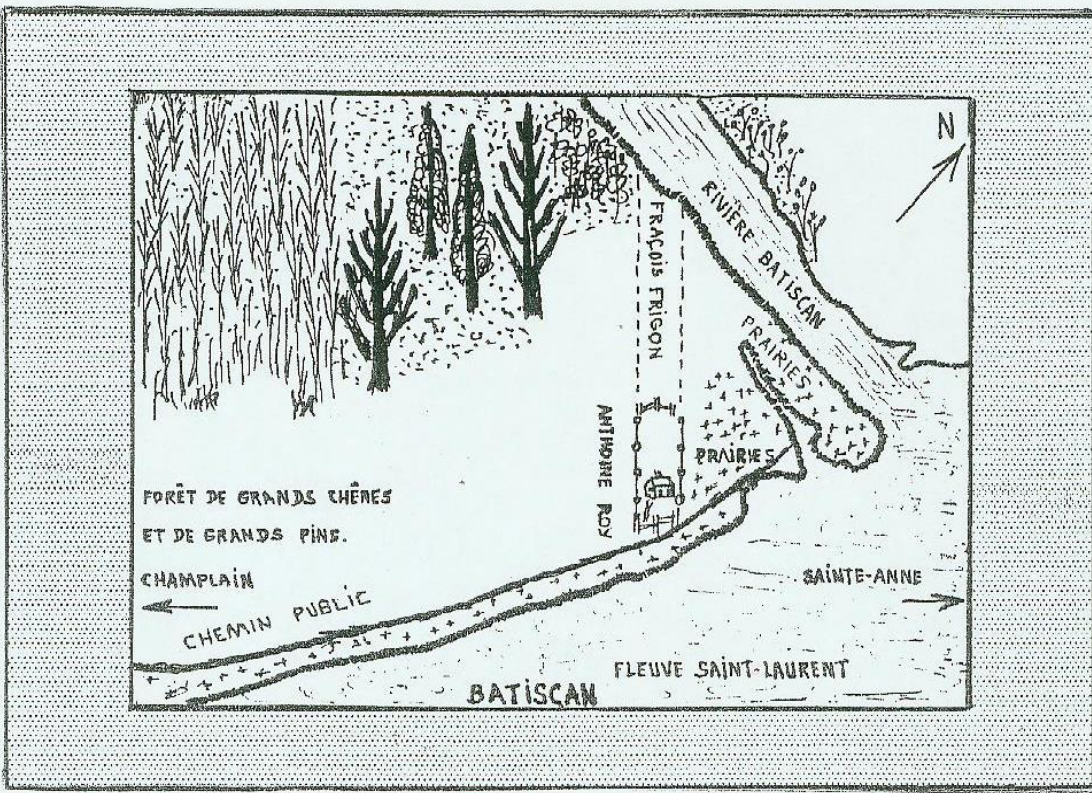 N
RIVIÈRE BATISCAN
FRAÇOIS FRIGON
PRAIRIES
ANTHOINE ROY
PRAIRIES
FORÊT DE GRANDS CHÊNES
ET DE GRANDS PINS.
CHAMPLAIN
SAINTE-ANNE
CHEMIN PUBLIC
FLEUVE SAINT-LAURENT
BATISCAN